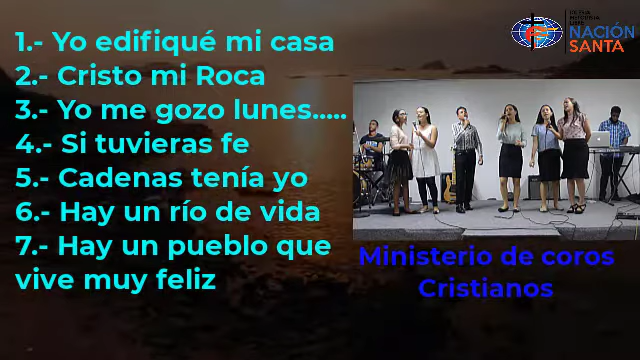 1.- Yo edifiqué mi casa
2.- Cristo mi Roca
3.- Yo me gozo lunes.....
4.- Si tuvieras fe
5.- Cadenas tenía yo
6.- Hay un río de vida
7.- Hay un pueblo que
vive muy feliz
NACIÓN
SANTA
Ministerio de coros
Cristianos